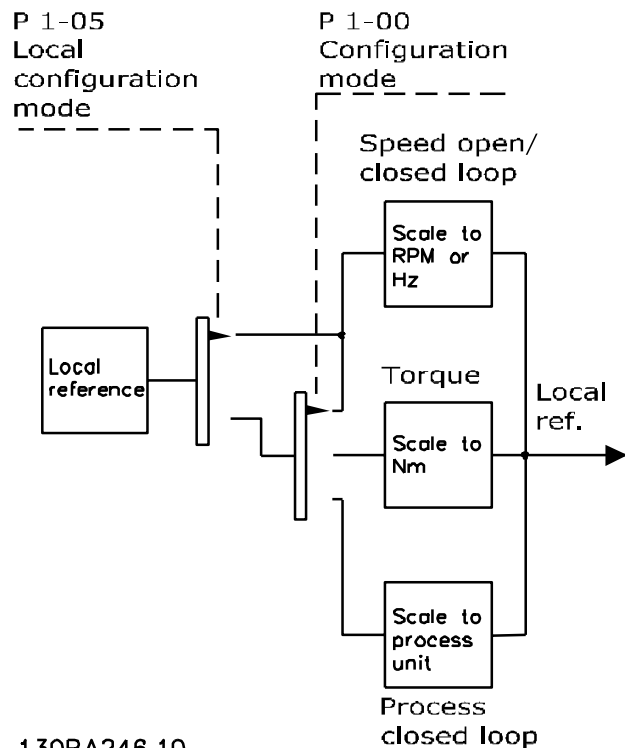 P 1-05
Local
configuration
mode
P 1-00
Configuration
mode
Speed open/
closed loop
Scale to
RPM or
Hz
Local
reference
Torque
Scale to
Nm
Local
ref.
Scale to
process
unit
Process
closed loop
130BA246.10